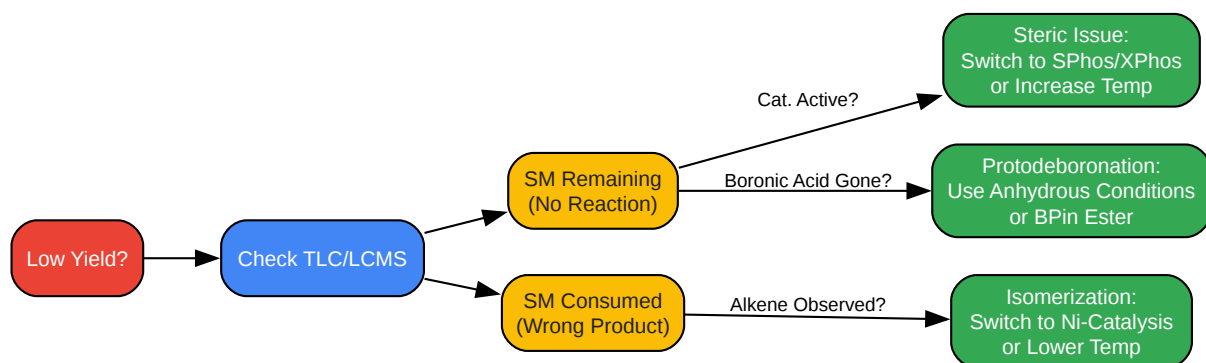 Low Yield?
Check TLC/LCMS
SM Remaining
(No Reaction)
SM Consumed
(Wrong Product)
Cat. Active?
Boronic Acid Gone?
Alkene Observed?
Steric Issue:
Switch to SPhos/XPhos
or Increase Temp
Protodeboronation:
Use Anhydrous Conditions
or BPin Ester
Isomerization:
Switch to Ni-Catalysis
or Lower Temp